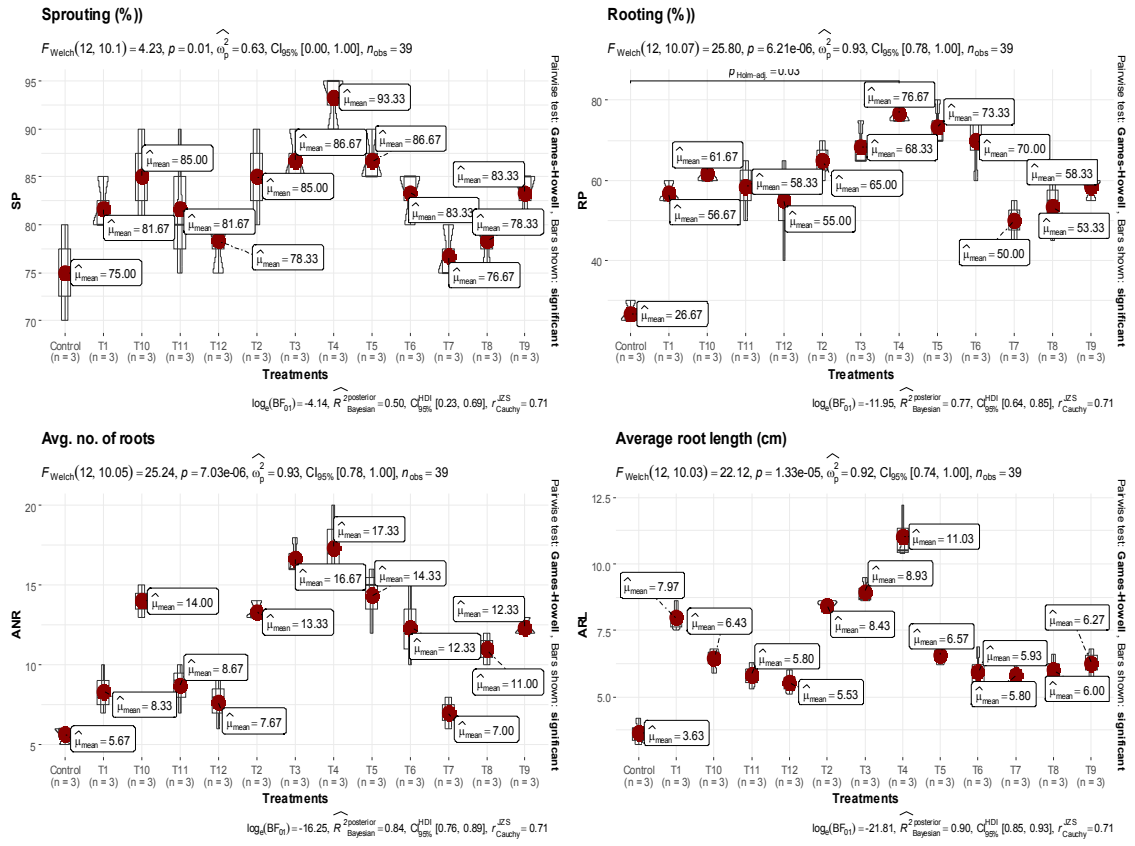 Sprouting (%))
F Welch(12, 10.1) = 4.23, p = 0.01, ω̂²p = 0.63, CI95% [0.00, 1.00], nobs = 39
95
90
85
80
75
70
SP
μ̂mean = 75.00
μ̂mean = 81.67
μ̂mean = 85.00
μ̂mean = 81.67
μ̂mean = 78.33
μ̂mean = 85.00
μ̂mean = 86.67
μ̂mean = 93.33
μ̂mean = 86.67
μ̂mean = 83.33
μ̂mean = 76.67
μ̂mean = 78.33
μ̂mean = 83.33
Pairwise test: Games-Howell , Bars shown: significant
Control T1 T10 T11 T12 T2 T3 T4 T5 T6 T7 T8 T9
(n = 3) (n = 3) (n = 3) (n = 3) (n = 3) (n = 3) (n = 3) (n = 3) (n = 3) (n = 3) (n = 3) (n = 3) (n = 3)
Treatments
loge(BF01) = -4.14, R̂² posterior Bayesian = 0.50, CI HDI 95% [0.23, 0.69], r JZS Cauchy = 0.71
Rooting (%))
F Welch(12, 10.07) = 25.80, p = 6.21e-06, ω̂²p = 0.93, CI95% [0.78, 1.00], nobs = 39
pHolm-adj. = 0.03
80
60
40
RP
μ̂mean = 26.67
μ̂mean = 56.67
μ̂mean = 61.67
μ̂mean = 58.33
μ̂mean = 55.00
μ̂mean = 65.00
μ̂mean = 68.33
μ̂mean = 76.67
μ̂mean = 73.33
μ̂mean = 70.00
μ̂mean = 50.00
μ̂mean = 53.33
μ̂mean = 58.33
Pairwise test: Games-Howell , Bars shown: significant
Control T1 T10 T11 T12 T2 T3 T4 T5 T6 T7 T8 T9
(n = 3) (n = 3) (n = 3) (n = 3) (n = 3) (n = 3) (n = 3) (n = 3) (n = 3) (n = 3) (n = 3) (n = 3) (n = 3)
Treatments
loge(BF01) = -11.95, R̂² posterior Bayesian = 0.77, CI HDI 95% [0.64, 0.85], r JZS Cauchy = 0.71
Avg. no. of roots
F Welch(12, 10.05) = 25.24, p = 7.03e-06, ω̂²p = 0.93, CI95% [0.78, 1.00], nobs = 39
20
15
10
5
ANR
μ̂mean = 5.67
μ̂mean = 8.33
μ̂mean = 14.00
μ̂mean = 8.67
μ̂mean = 7.67
μ̂mean = 13.33
μ̂mean = 16.67
μ̂mean = 17.33
μ̂mean = 14.33
μ̂mean = 12.33
μ̂mean = 7.00
μ̂mean = 11.00
μ̂mean = 12.33
Pairwise test: Games-Howell , Bars shown: significant
Control T1 T10 T11 T12 T2 T3 T4 T5 T6 T7 T8 T9
(n = 3) (n = 3) (n = 3) (n = 3) (n = 3) (n = 3) (n = 3) (n = 3) (n = 3) (n = 3) (n = 3) (n = 3) (n = 3)
Treatments
loge(BF01) = -16.25, R̂² posterior Bayesian = 0.84, CI HDI 95% [0.76, 0.89], r JZS Cauchy = 0.71
Average root length (cm)
F Welch(12, 10.03) = 22.12, p = 1.33e-05, ω̂²p = 0.92, CI95% [0.74, 1.00], nobs = 39
12.5
10.0
7.5
5.0
ARL
μ̂mean = 3.63
μ̂mean = 7.97
μ̂mean = 6.43
μ̂mean = 5.80
μ̂mean = 5.53
μ̂mean = 8.43
μ̂mean = 8.93
μ̂mean = 11.03
μ̂mean = 6.57
μ̂mean = 5.93
μ̂mean = 5.80
μ̂mean = 6.00
μ̂mean = 6.27
Pairwise test: Games-Howell , Bars shown: significant
Control T1 T10 T11 T12 T2 T3 T4 T5 T6 T7 T8 T9
(n = 3) (n = 3) (n = 3) (n = 3) (n = 3) (n = 3) (n = 3) (n = 3) (n = 3) (n = 3) (n = 3) (n = 3) (n = 3)
Treatments
loge(BF01) = -21.81, R̂² posterior Bayesian = 0.90, CI HDI 95% [0.85, 0.93], r JZS Cauchy = 0.71